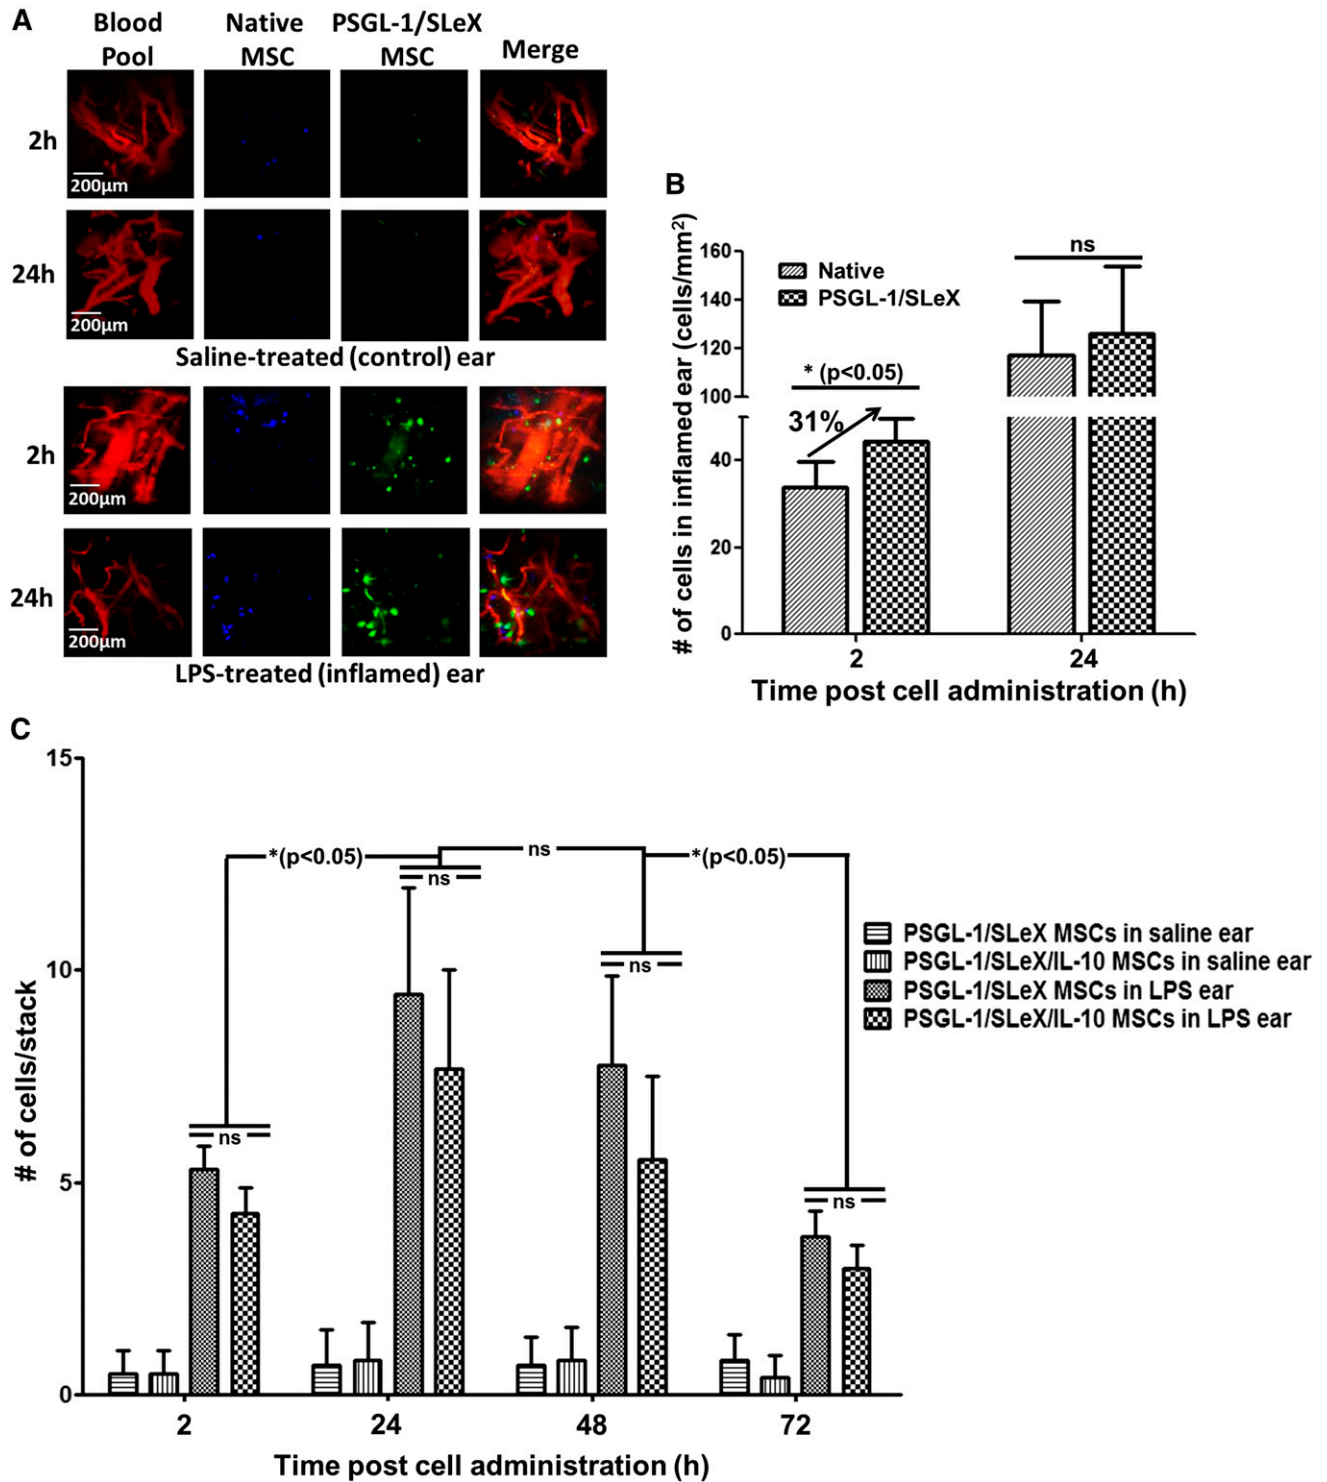 A
Blood Pool
Native MSC
PSGL-1/SLeX MSC
Merge
2h
200µm
24h
200µm
Saline-treated (control) ear
2h
200µm
24h
200µm
LPS-treated (inflamed) ear
B
# of cells in inflamed ear (cells/mm²)
160
140
120
100
40
20
0
Native
PSGL-1/SLeX
* (p<0.05)
31%
ns
2
24
Time post cell administration (h)
C
# of cells/stack
15
10
5
0
*(p<0.05)
ns
*(p<0.05)
ns
ns
ns
ns
PSGL-1/SLeX MSCs in saline ear
PSGL-1/SLeX/IL-10 MSCs in saline ear
PSGL-1/SLeX MSCs in LPS ear
PSGL-1/SLeX/IL-10 MSCs in LPS ear
2
24
48
72
Time post cell administration (h)